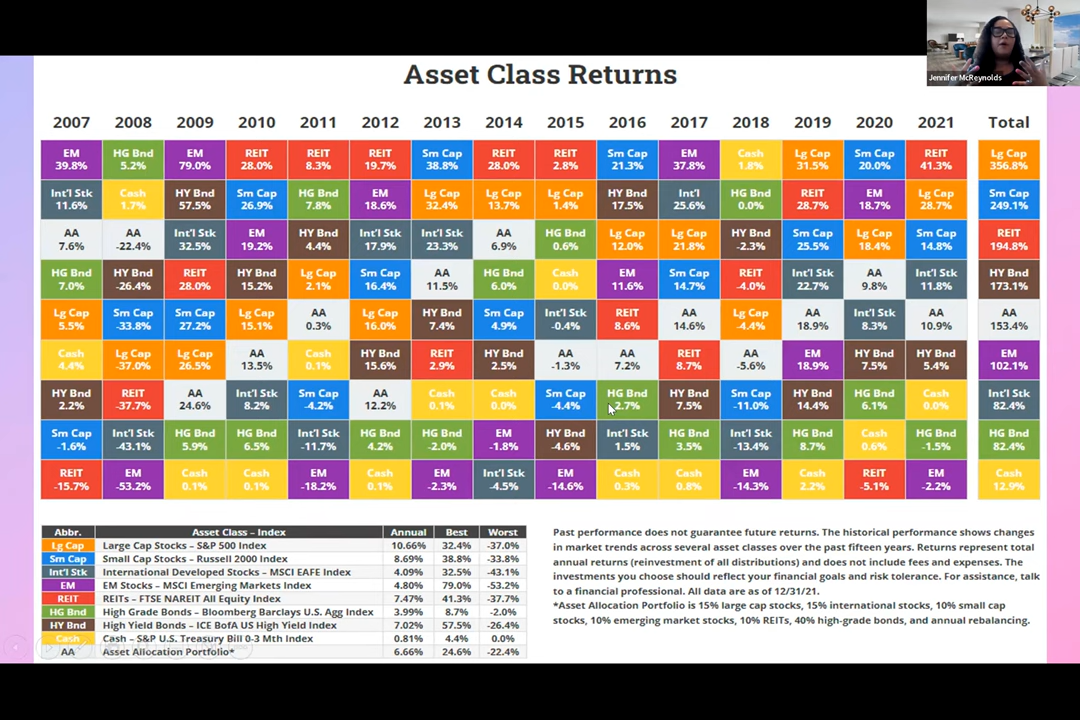 Asset Class Returns
Jennifer McReynolds
2007 2008 2009 2010 2011 2012 2013 2014 2015 2016 2017 2018 2019 2020 2021 Total
EM HG Bnd EM REIT REIT REIT Sm Cap REIT REIT Sm Cap EM Cash Lg Cap Sm Cap REIT Lg Cap
39.8% 5.2% 79.0% 28.0% 8.3% 19.7% 38.8% 28.0% 2.8% 21.3% 37.8% 1.8% 31.5% 20.0% 41.3% 356.8%
Int'l Stk Cash HY Bnd Sm Cap HG Bnd EM Lg Cap Lg Cap Lg Cap HY Bnd Int'l HG Bnd REIT EM Lg Cap Sm Cap
11.6% 1.7% 57.5% 26.9% 7.8% 18.6% 32.4% 13.7% 1.4% 17.5% 25.6% 0.0% 28.7% 18.7% 28.7% 249.1%
AA AA Int'l Stk EM HY Bnd Int'l Stk Int'l Stk AA HG Bnd Lg Cap Lg Cap HY Bnd Sm Cap Lg Cap Sm Cap REIT
7.6% -22.4% 32.5% 19.2% 4.4% 17.9% 23.3% 6.9% 0.6% 12.0% 21.8% -2.3% 25.5% 18.4% 14.8% 194.8%
HG Bnd HY Bnd REIT HY Bnd Lg Cap Sm Cap AA HG Bnd Cash EM Sm Cap REIT Int'l Stk AA Int'l Stk HY Bnd
7.0% -26.4% 28.0% 15.2% 2.1% 16.4% 11.5% 6.0% 0.0% 11.6% 14.7% -4.0% 22.7% 9.8% 11.8% 173.1%
Lg Cap Sm Cap Sm Cap Lg Cap AA Lg Cap HY Bnd Sm Cap Int'l Stk REIT AA Lg Cap AA Int'l Stk AA AA
5.5% -33.8% 27.2% 15.1% 0.3% 16.0% 7.4% 4.9% -0.4% 8.6% 14.6% -4.4% 18.9% 8.3% 10.9% 153.4%
Cash Lg Cap Lg Cap AA Cash HY Bnd REIT HY Bnd AA AA REIT AA EM HY Bnd HY Bnd EM
4.4% -37.0% 26.5% 13.5% 0.1% 15.6% 2.9% 2.5% -1.3% 7.2% 8.7% -5.6% 18.9% 7.5% 5.4% 102.1%
HY Bnd REIT AA Int'l Stk Sm Cap AA Cash Cash Sm Cap HG Bnd HY Bnd Sm Cap HY Bnd HG Bnd Cash Int'l Stk
2.2% -37.7% 24.6% 8.2% -4.2% 12.2% 0.1% 0.0% -4.4% 2.7% 7.5% -11.0% 14.4% 6.1% 0.0% 82.4%
Sm Cap Int'l Stk HG Bnd HG Bnd Int'l Stk HG Bnd HG Bnd EM HY Bnd Int'l Stk HG Bnd Int'l Stk HG Bnd Cash HG Bnd HG Bnd
-1.6% -43.1% 5.9% 6.5% -11.7% 4.2% -2.0% -1.8% -4.6% 1.5% 3.5% -13.4% 8.7% 0.6% -1.5% 82.4%
REIT EM Cash Cash EM Cash EM Int'l Stk EM Cash Cash EM Cash REIT EM Cash
-15.7% -53.2% 0.1% 0.1% -18.2% 0.1% -2.3% -4.5% -14.6% 0.3% 0.8% -14.3% 2.2% -5.1% -2.2% 12.9%
Abbr. Asset Class – Index Annual Best Worst
Lg Cap Large Cap Stocks – S&P 500 Index 10.66% 32.4% -37.0%
Sm Cap Small Cap Stocks – Russell 2000 Index 8.69% 38.8% -33.8%
Int'l Stk International Developed Stocks – MSCI EAFE Index 4.09% 32.5% -43.1%
EM EM Stocks – MSCI Emerging Markets Index 4.80% 79.0% -53.2%
REIT REITs – FTSE NAREIT All Equity Index 7.47% 41.3% -37.7%
HG Bnd High Grade Bonds – Bloomberg Barclays U.S. Agg Index 3.99% 8.7% -2.0%
HY Bnd High Yield Bonds – ICE BofA US High Yield Index 7.02% 57.5% -26.4%
Cash Cash – S&P U.S. Treasury Bill 0-3 Mth Index 0.81% 4.4% 0.0%
AA Asset Allocation Portfolio* 6.66% 24.6% -22.4%
Past performance does not guarantee future returns. The historical performance shows changes
in market trends across several asset classes over the past fifteen years. Returns represent total
annual returns (reinvestment of all distributions) and does not include fees and expenses. The
investments you choose should reflect your financial goals and risk tolerance. For assistance, talk
to a financial professional. All data are as of 12/31/21.
*Asset Allocation Portfolio is 15% large cap stocks, 15% international stocks, 10% small cap
stocks, 10% emerging market stocks, 10% REITs, 40% high-grade bonds, and annual rebalancing.